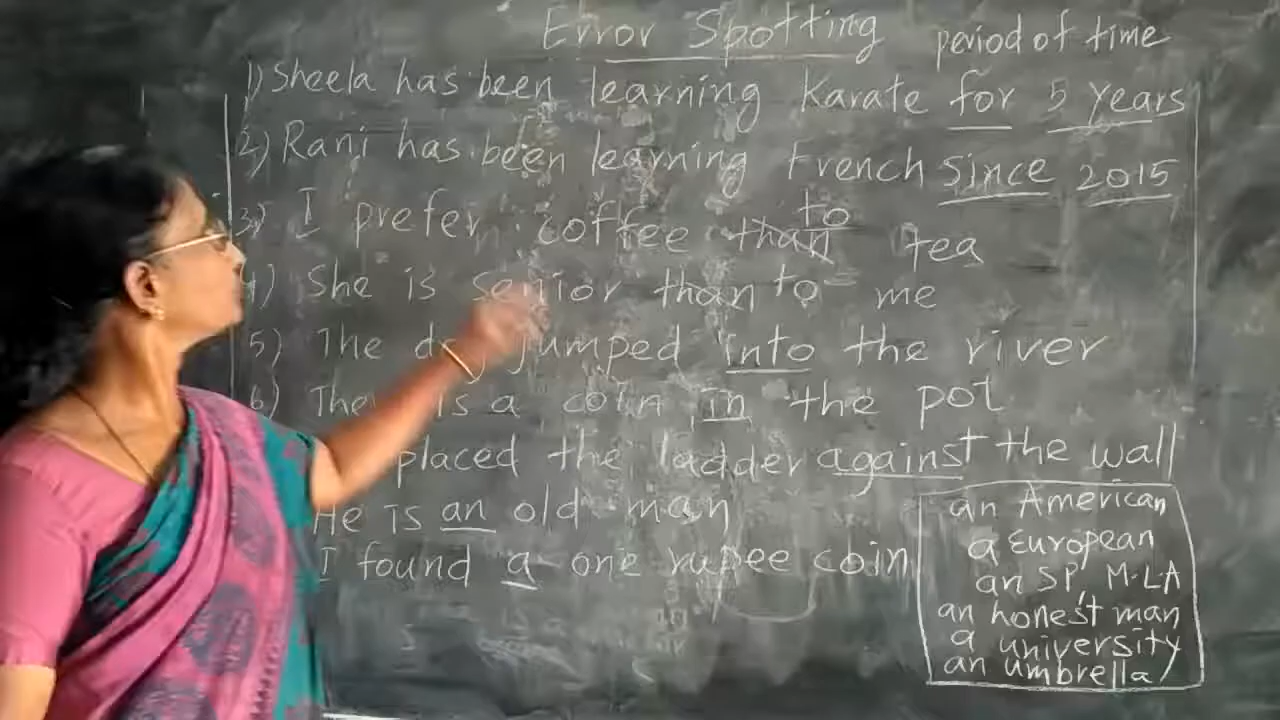 Error Spotting period of time
1) Sheela has been learning Karate for 5 years
2) Rani has been learning French since 2015
3) I prefer coffee than to tea
4) She is senior than to me
5) The jumped into the river
6) is a coin in the pot
placed the ladder against the wall
He is an old man
I found a one rupee coin
an American
a European
an SP, M.L.A
an honest man
a university
an umbrella